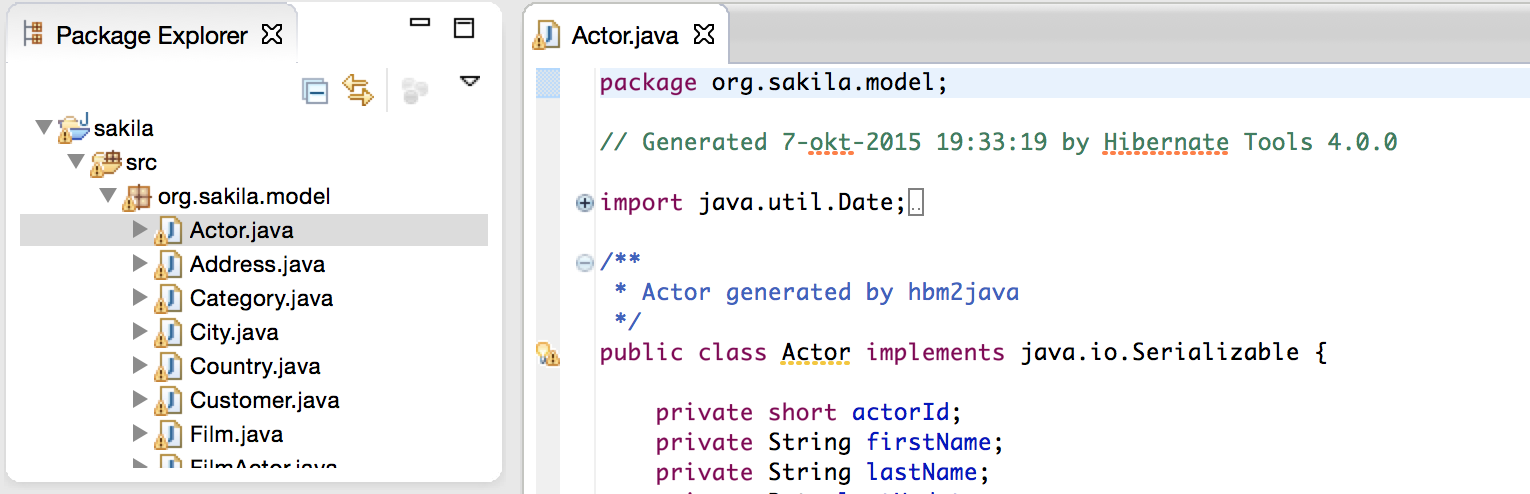 Package Explorer
sakila
src
org.sakila.model
Actor.java
Address.java
Category.java
City.java
Country.java
Customer.java
Film.java
FilmActor.java
Actor.java
package org.sakila.model;
// Generated 7-okt-2015 19:33:19 by Hibernate Tools 4.0.0
import java.util.Date;
/**
* Actor generated by hbm2java
*/
public class Actor implements java.io.Serializable {
private short actorId;
private String firstName;
private String lastName;